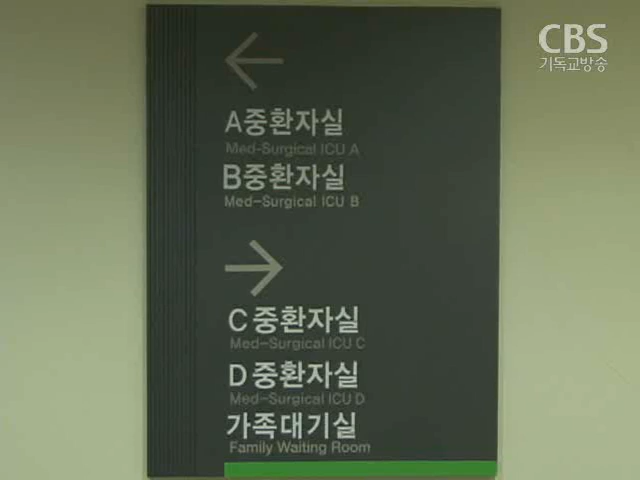 CBS
기독교방송
A중환자실
Med-Surgical ICU A
B중환자실
Med-Surgical ICU B
C중환자실
Med-Surgical ICU C
D중환자실
Med-Surgical ICU D
가족대기실
Family Waiting Room